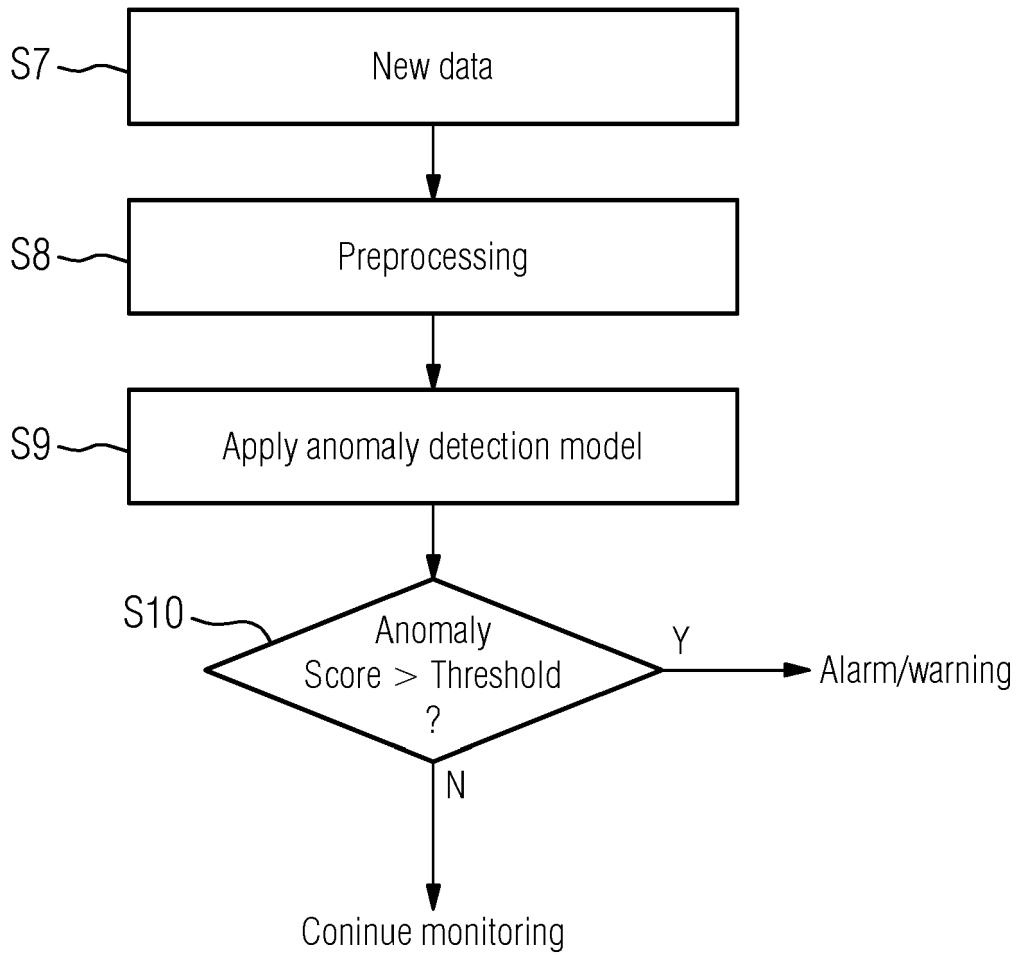 S7
New data
S8
Preprocessing
S9
Apply anomaly detection model
S10
Anomaly
Score > Threshold
?
Y
Alarm/warning
N
Coninue monitoring